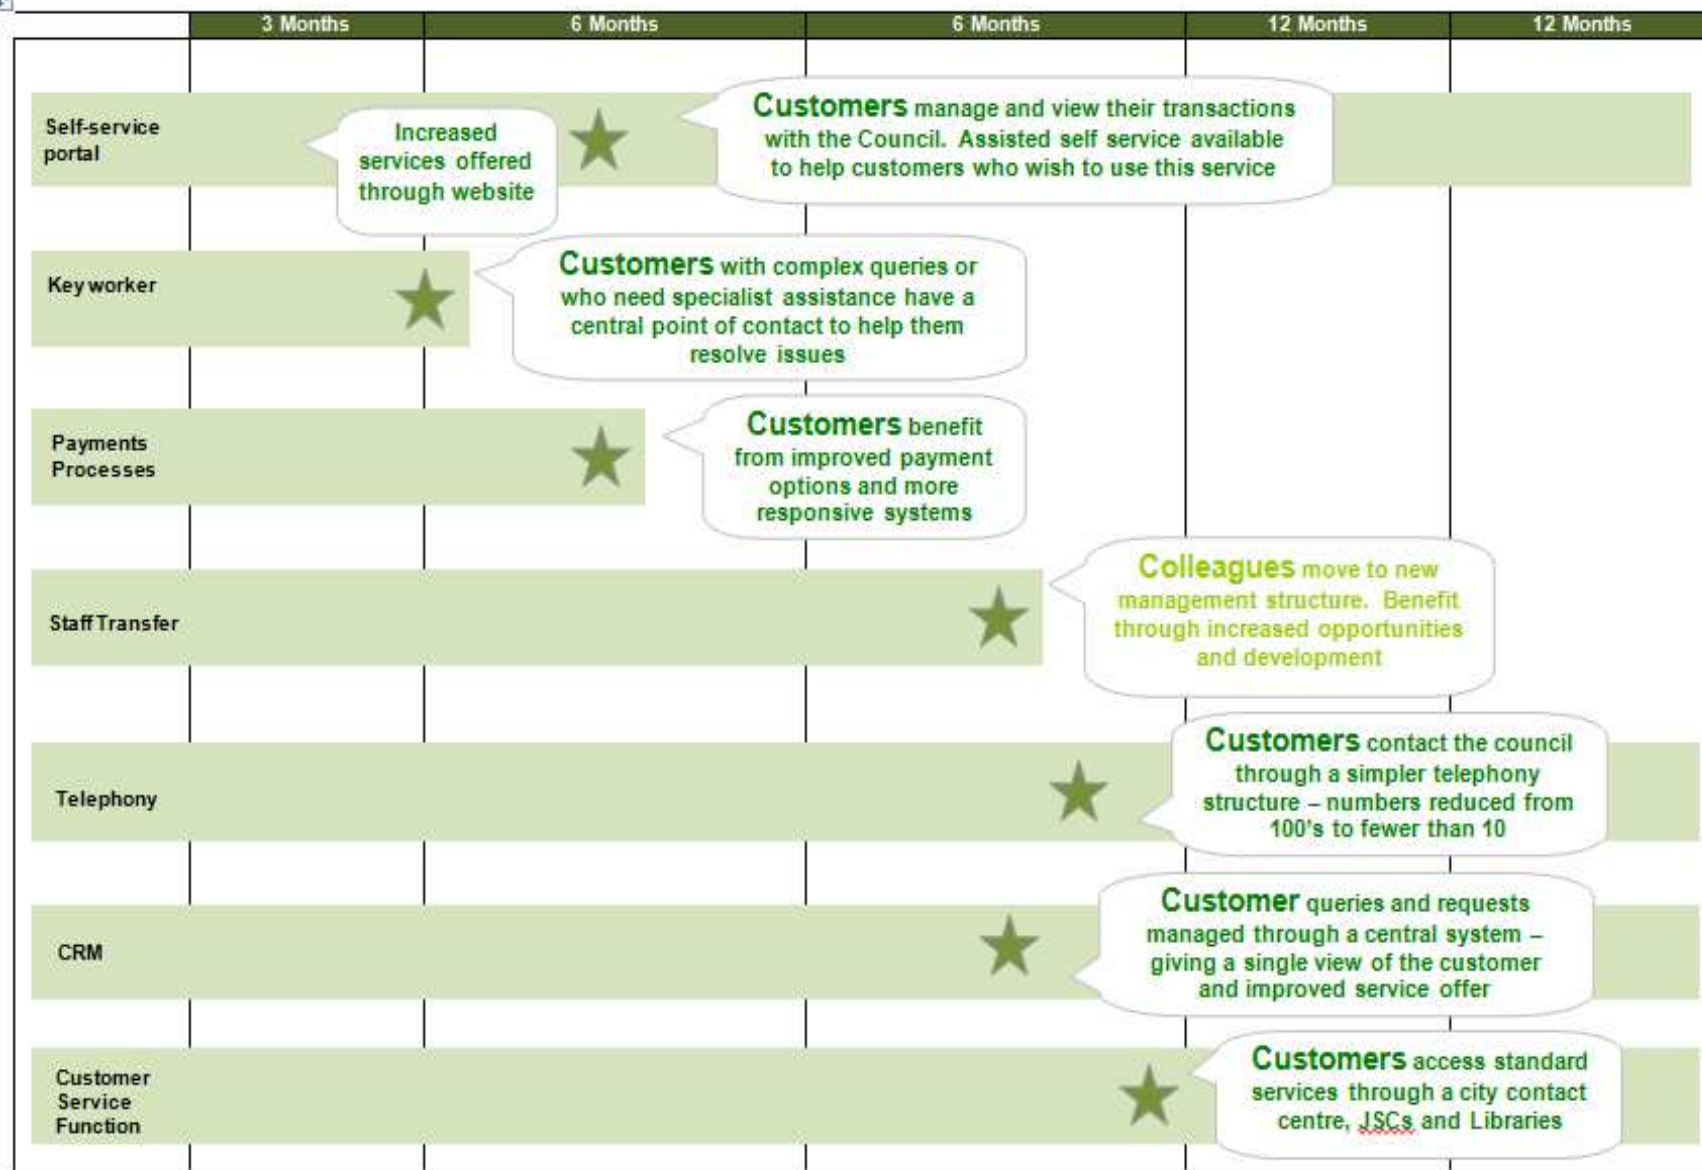 3 Months
6 Months
6 Months
12 Months
12 Months
Self-service
portal
Increased
services offered
through website
Customers manage and view their transactions
with the Council. Assisted self service available
to help customers who wish to use this service
Key worker
Customers with complex queries or
who need specialist assistance have a
central point of contact to help them
resolve issues
Payments
Processes
Customers benefit
from improved payment
options and more
responsive systems
Staff Transfer
Colleagues move to new
management structure. Benefit
through increased opportunities
and development
Telephony
Customers contact the council
through a simpler telephony
structure – numbers reduced from
100's to fewer than 10
CRM
Customer queries and requests
managed through a central system –
giving a single view of the customer
and improved service offer
Customer
Service
Function
Customers access standard
services through a city contact
centre, JSCs and Libraries